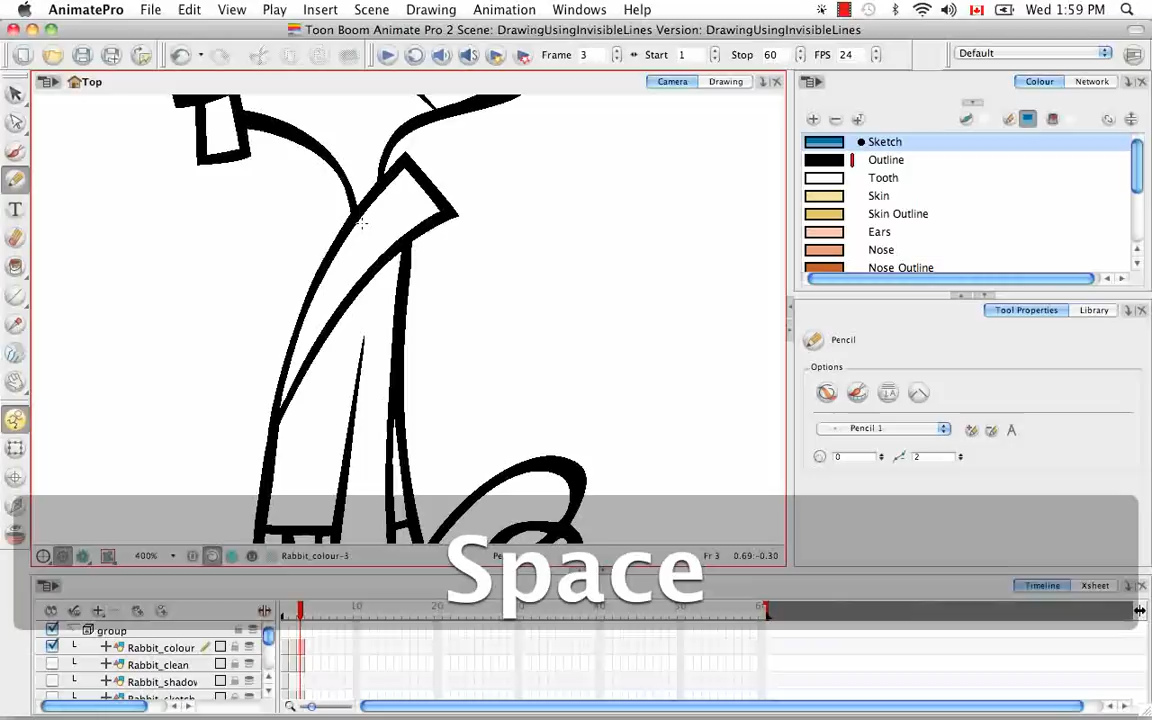 AnimatePro File Edit View Play Insert Scene Drawing Animation Windows Help Wed 1:59 PM
Toon Boom Animate Pro 2 Scene: DrawingUsingInvisibleLines Version: DrawingUsingInvisibleLines
Frame 3 Start 1 Stop 60 FPS 24 Default
Top Camera Drawing Colour Network
Sketch
Outline
Tooth
Skin
Skin Outline
Ears
Nose
Nose Outline
Tool Properties Library
Pencil
Options
Pencil 1 A
0 2
400% Rabbit_colour-3 Fr 3 0.69:-0.30
Space
Timeline Xsheet
group
Rabbit_colour
Rabbit_clean
Rabbit_shadow